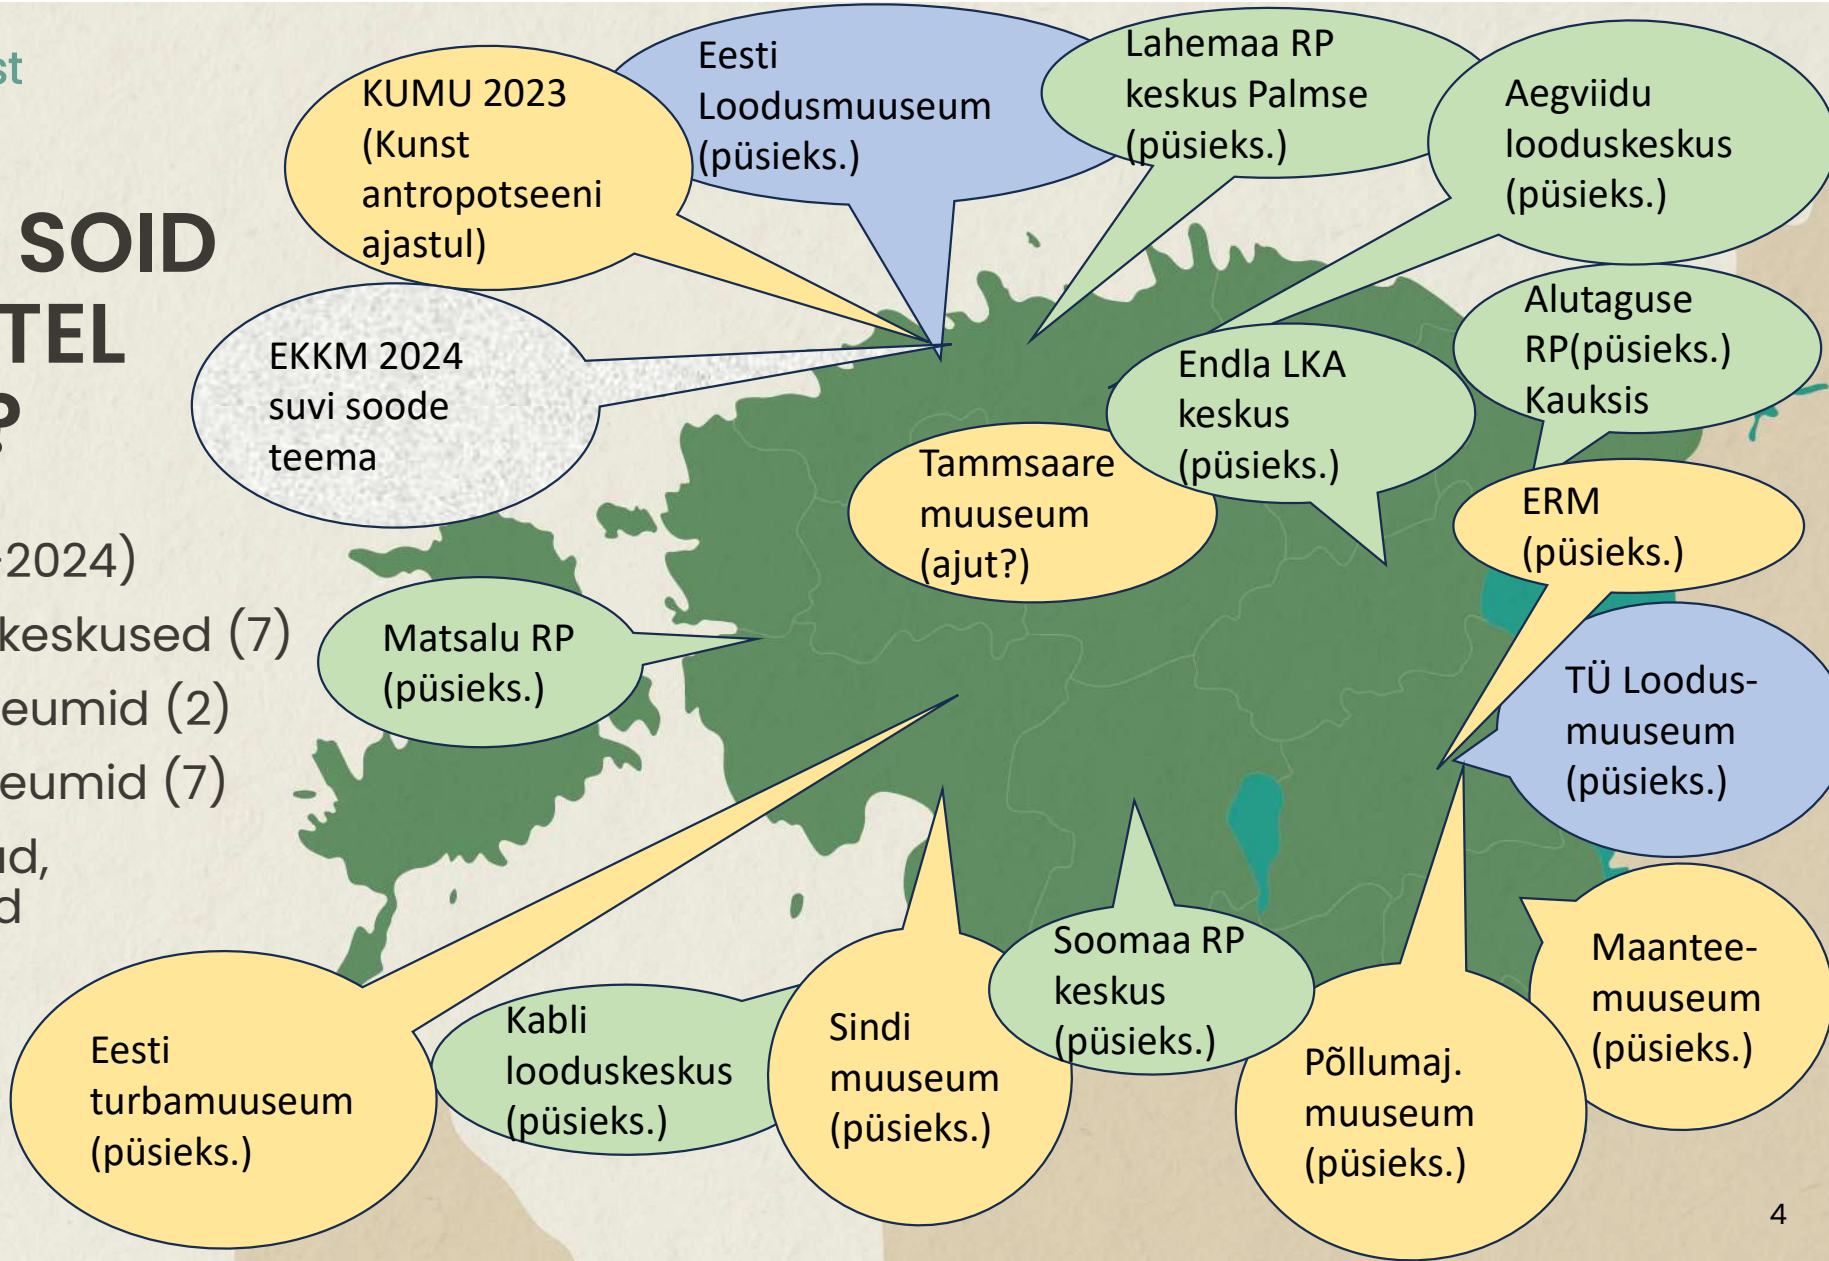 st
SOID
TEL
?
-2024)
keskused (7)
eumid (2)
eumid (7)
ud,
d
KUMU 2023
(Kunst
antropotseeni
ajastul)
Eesti
Loodusmuuseum
(püsieks.)
Lahemaa RP
keskus Palmse
(püsieks.)
Aegviidu
looduskeskus
(püsieks.)
EKKM 2024
suvi soode
teema
Endla LKA
keskus
(püsieks.)
Alutaguse
RP(püsieks.)
Kauksis
Tammsaare
muuseum
(ajut?)
ERM
(püsieks.)
Matsalu RP
(püsieks.)
TÜ Loodus-
muuseum
(püsieks.)
Eesti
turbamuuseum
(püsieks.)
Kabli
looduskeskus
(püsieks.)
Sindi
muuseum
(püsieks.)
Soomaa RP
keskus
(püsieks.)
Põllumaj.
muuseum
(püsieks.)
Maantee-
muuseum
(püsieks.)
4